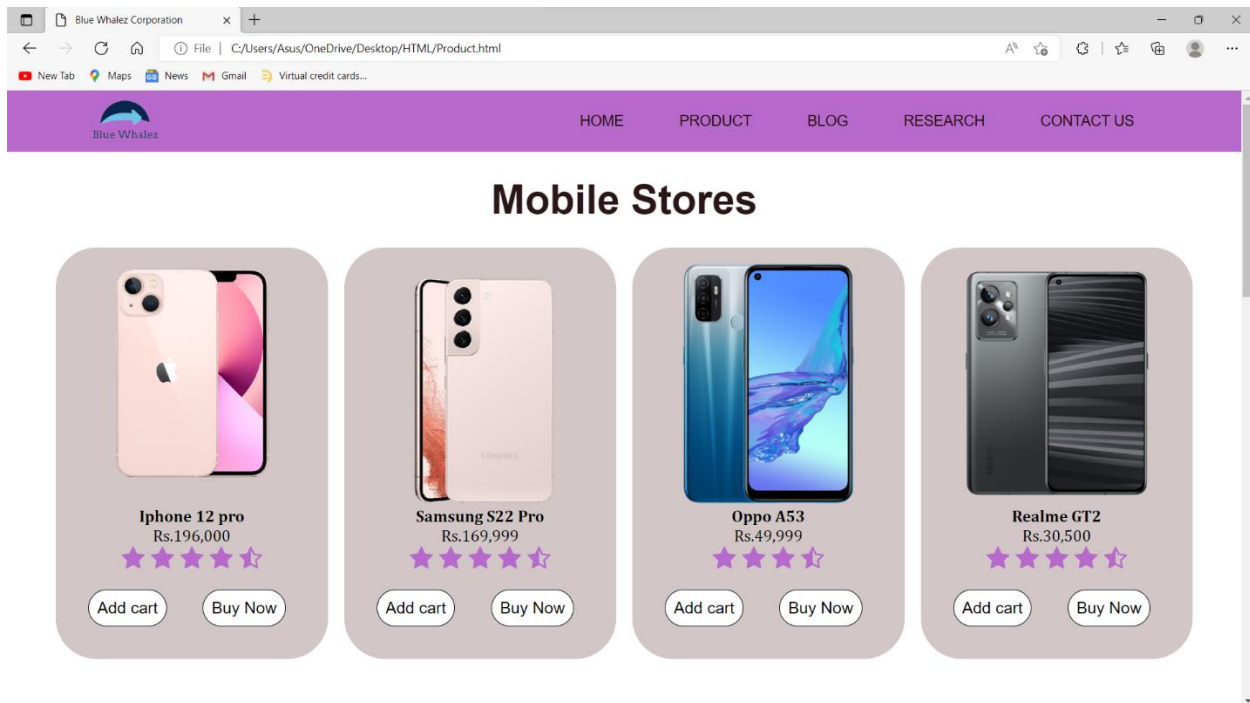 Blue Whalez Corporation
File | C:/Users/Asus/OneDrive/Desktop/HTML/Product.html
New Tab Maps News Gmail Virtual credit cards...
Blue Whalez HOME PRODUCT BLOG RESEARCH CONTACT US
Mobile Stores
SAMSUNG
Iphone 12 pro Samsung S22 Pro Oppo A53 Realme GT2
Rs.196,000 Rs.169,999 Rs.49,999 Rs.30,500
Add cart Buy Now Add cart Buy Now Add cart Buy Now Add cart Buy Now